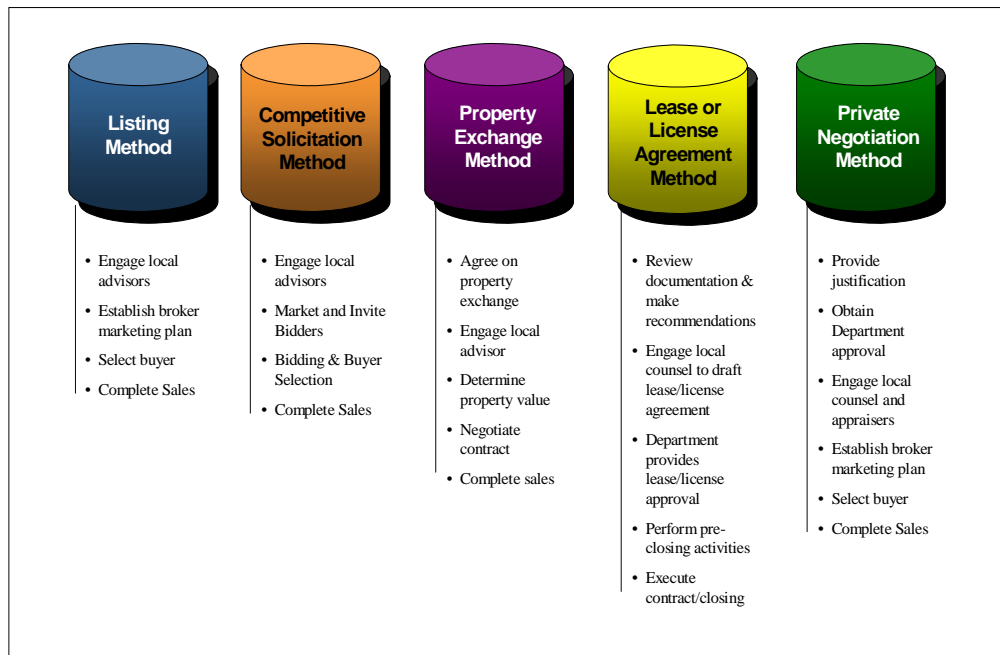 Listing
Method
• Engage local
advisors
• Establish broker
marketing plan
• Select buyer
• Complete Sales
Competitive
Solicitation
Method
• Engage local
advisors
• Market and Invite
Bidders
• Bidding & Buyer
Selection
• Complete Sales
Property
Exchange
Method
• Agree on
property
exchange
• Engage local
advisor
• Determine
property value
• Negotiate
contract
• Complete sales
Lease or
License
Agreement
Method
• Review
documentation &
make
recommendations
• Engage local
counsel to draft
lease/license
agreement
• Department
provides
lease/license
approval
• Perform pre-
closing activities
• Execute
contract/closing
Private
Negotiation
Method
• Provide
justification
• Obtain
Department
approval
• Engage local
counsel and
appraisers
• Establish broker
marketing plan
• Select buyer
• Complete Sales